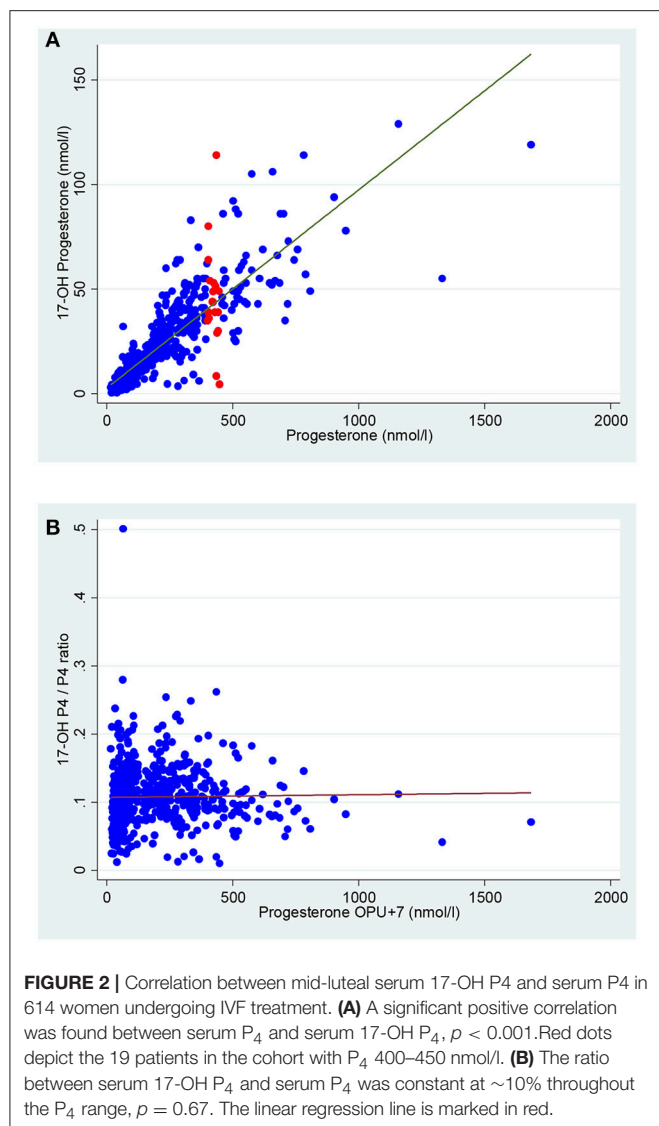 A
17-OH Progesterone (nmol/l)
150
100
50
0
0 500 1000 1500 2000
Progesterone (nmol/l)
B
17-OH P4 / P4 ratio
.5
.4
.3
.2
.1
0
0 500 1000 1500 2000
Progesterone OPU+7 (nmol/l)
FIGURE 2 | Correlation between mid-luteal serum 17-OH P4 and serum P4 in
614 women undergoing IVF treatment. (A) A significant positive correlation
was found between serum P₄ and serum 17-OH P₄, p < 0.001.Red dots
depict the 19 patients in the cohort with P₄ 400–450 nmol/l. (B) The ratio
between serum 17-OH P₄ and serum P₄ was constant at ~10% throughout
the P₄ range, p = 0.67. The linear regression line is marked in red.